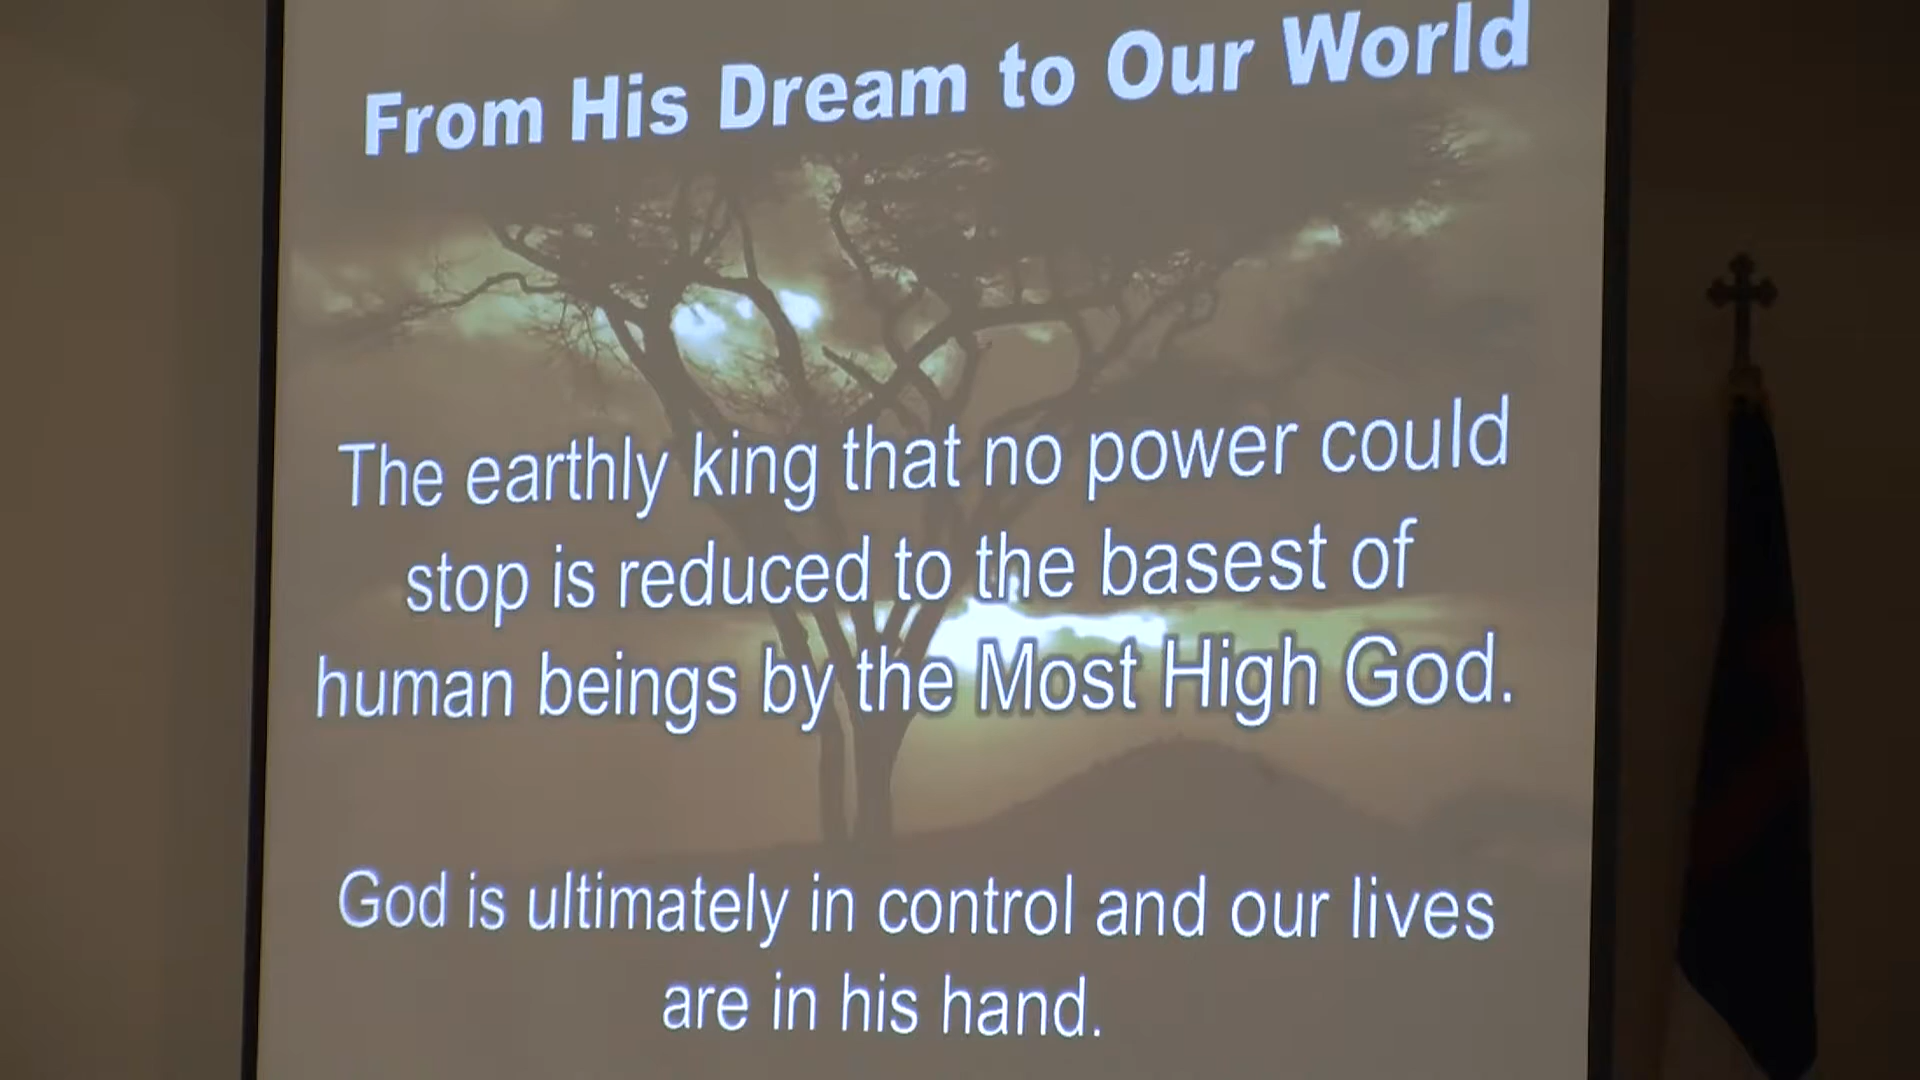 From His Dream to Our World
The earthly king that no power could
stop is reduced to the basest of
human beings by the Most High God.
God is ultimately in control and our lives
are in his hand.